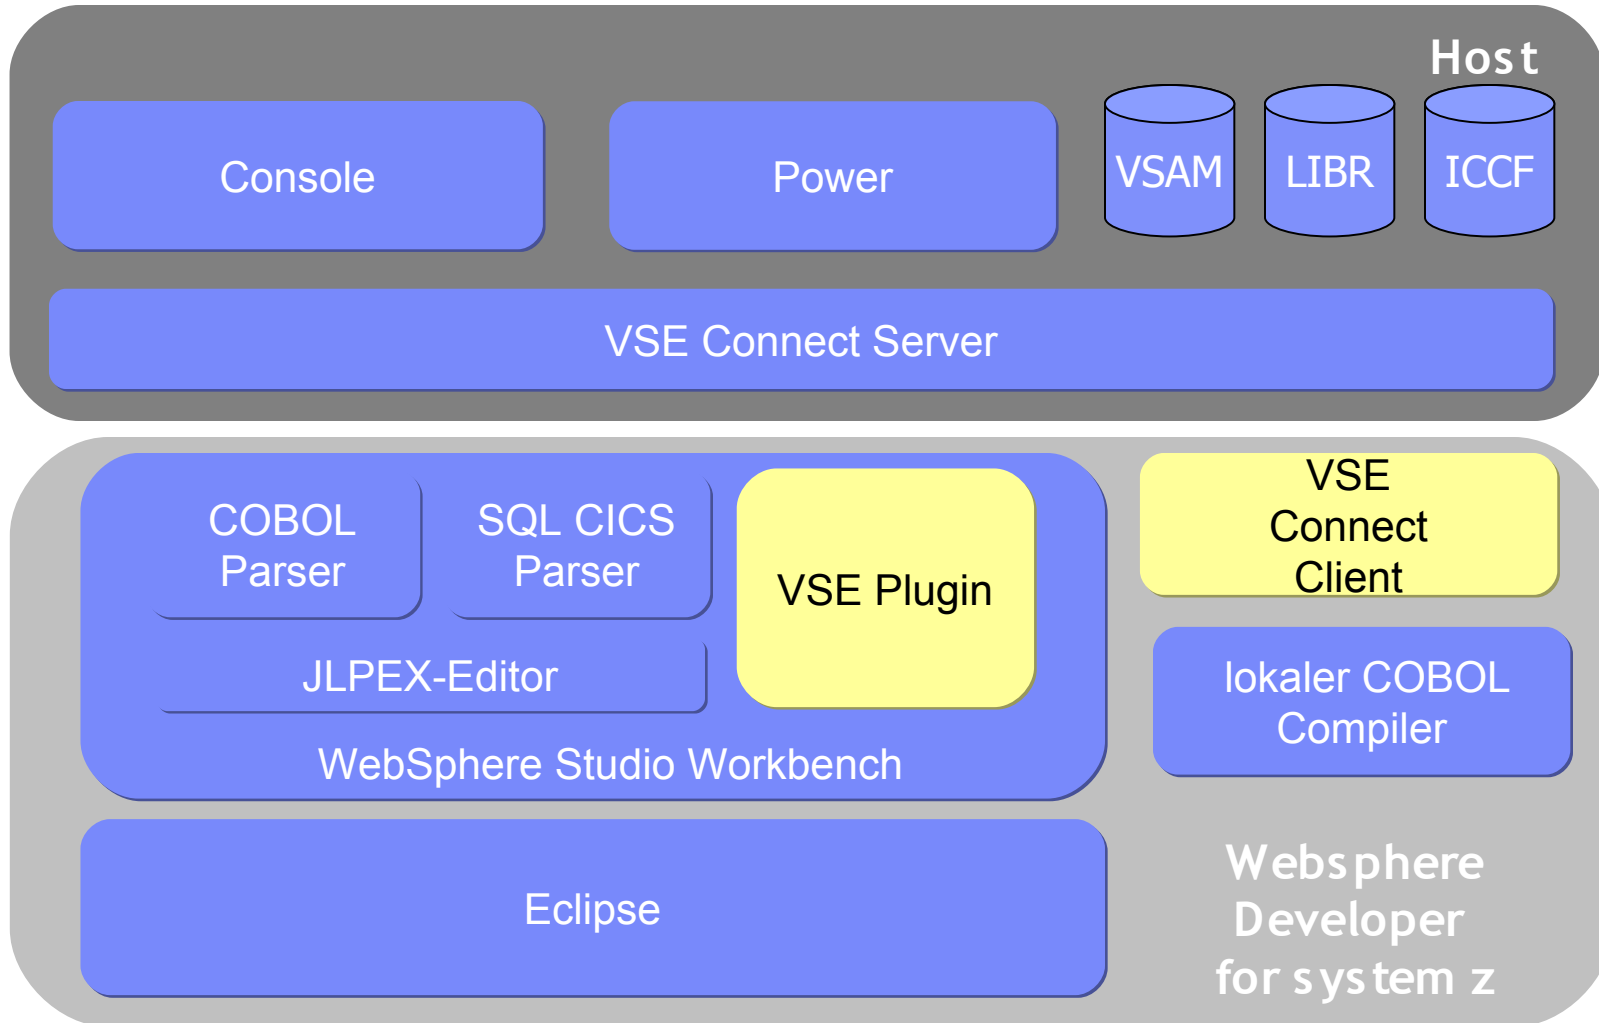 Host
Console
Power
VSAM
LIBR
ICCF
VSE Connect Server
COBOL
Parser
SQL CICS
Parser
VSE Plugin
JLPEX-Editor
WebSphere Studio Workbench
VSE
Connect
Client
lokaler COBOL
Compiler
Eclipse
Websphere
Developer
for system z